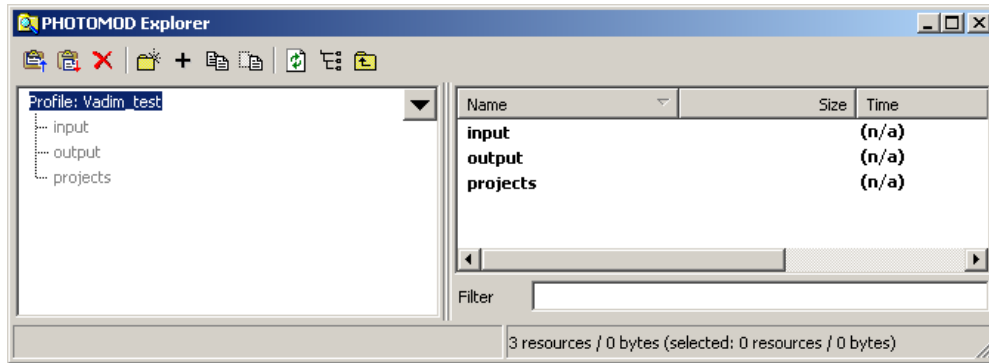 PHOTOMOD Explorer
Profile: Vadim_test
input
output
projects
Name Size Time
input (n/a)
output (n/a)
projects (n/a)
Filter
3 resources / 0 bytes (selected: 0 resources / 0 bytes)